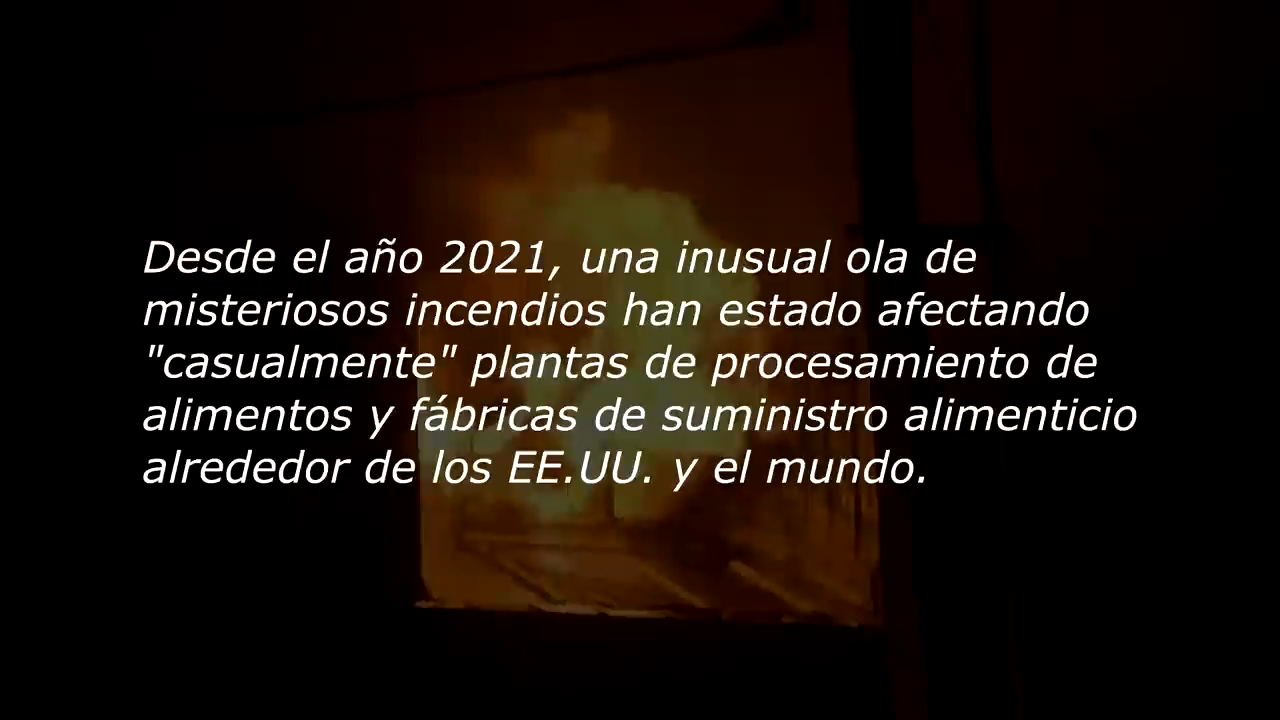 Desde el año 2021, una inusual ola de
misteriosos incendios han estado afectando
"casualmente" plantas de procesamiento de
alimentos y fábricas de suministro alimenticio
alrededor de los EE.UU. y el mundo.